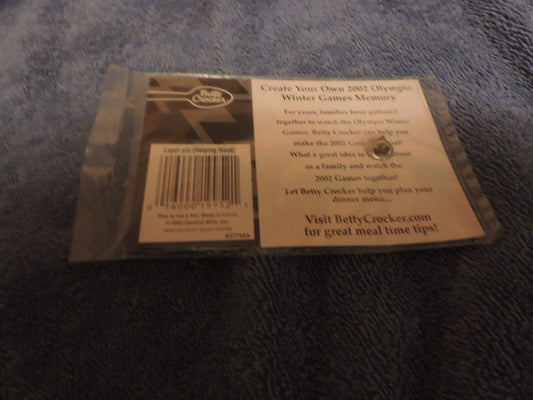 Betty
Crocker
Lapel pin (Helping Hand)
0 16000 19952 1
This is not a Toy. Made in China
©2002 General Mills, Inc.
A37758A
Create Your Own 2002 Olympic
Winter Games Memory
For years, families have gathered
together to watch the Olympic Winter
Games. Betty Crocker can help you
make the 2002 Games
What a great idea to
as a family and watch the
2002 Games together!
Let Betty Crocker help you plan your
dinner menu...
Visit BettyCrocker.com
for great meal time tips!